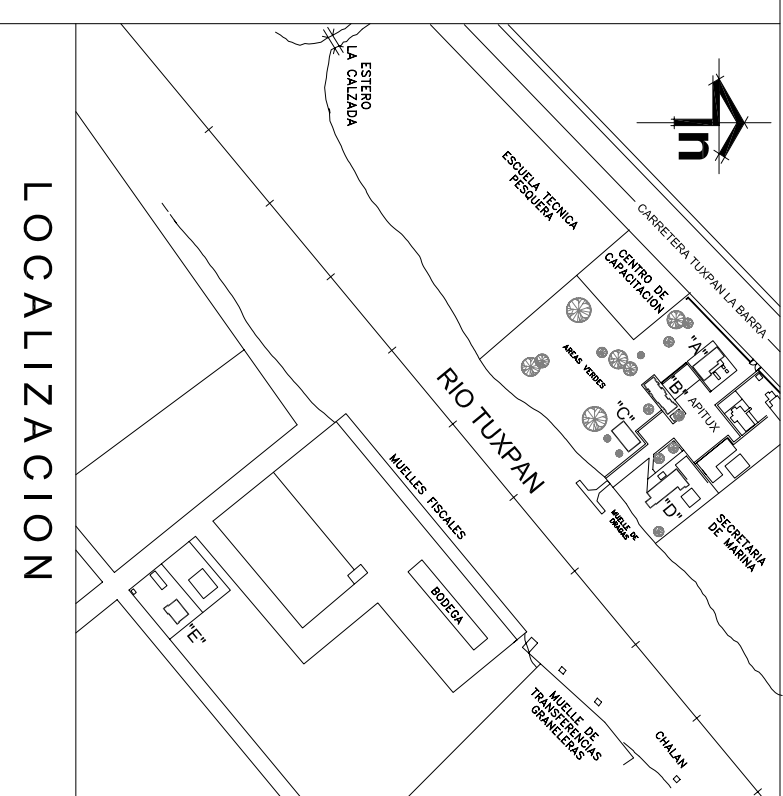 LOCALIZACION
ESTERO
LA CALZADA
n
ESCUELA TECNICA
PESQUERA
CARRETERA TUXPAN LA BARRA
CENTRO DE
CAPACITACION
AREAS VERDES
"A"
"B"
APITUX
"C"
"D"
RIO TUXPAN
MUELLE DE
DRAGAS
SECRETARIA
DE MARINA
MUELLES FISCALES
BODEGA
"E"
MUELLE DE
TRANSFERENCIAS
GRANELERAS
CHALAN